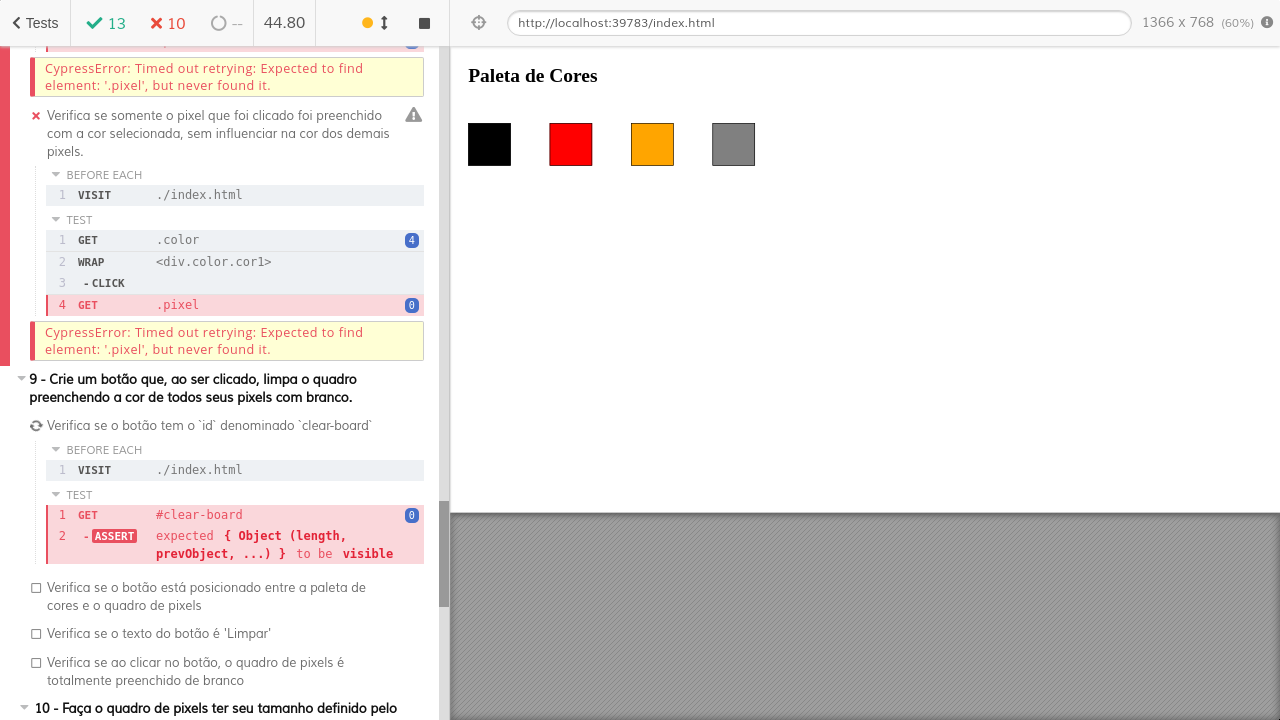 Tests 13 10 -- 44.80
http://localhost:39783/index.html 1366 x 768 (60%)
CypressError: Timed out retrying: Expected to find
element: '.pixel', but never found it.
Verifica se somente o pixel que foi clicado foi preenchido
com a cor selecionada, sem influenciar na cor dos demais
pixels.
BEFORE EACH
1 VISIT ./index.html
TEST
1 GET .color 4
2 WRAP <div.color.cor1>
3 -CLICK
4 GET .pixel 0
CypressError: Timed out retrying: Expected to find
element: '.pixel', but never found it.
9 - Crie um botão que, ao ser clicado, limpa o quadro
preenchendo a cor de todos seus pixels com branco.
Verifica se o botão tem o `id` denominado `clear-board`
BEFORE EACH
1 VISIT ./index.html
TEST
1 GET #clear-board 0
2 -ASSERT expected { Object (length,
prevObject, ...) } to be visible
Verifica se o botão está posicionado entre a paleta de
cores e o quadro de pixels
Verifica se o texto do botão é 'Limpar'
Verifica se ao clicar no botão, o quadro de pixels é
totalmente preenchido de branco
10 - Faça o quadro de pixels ter seu tamanho definido pelo
Paleta de Cores